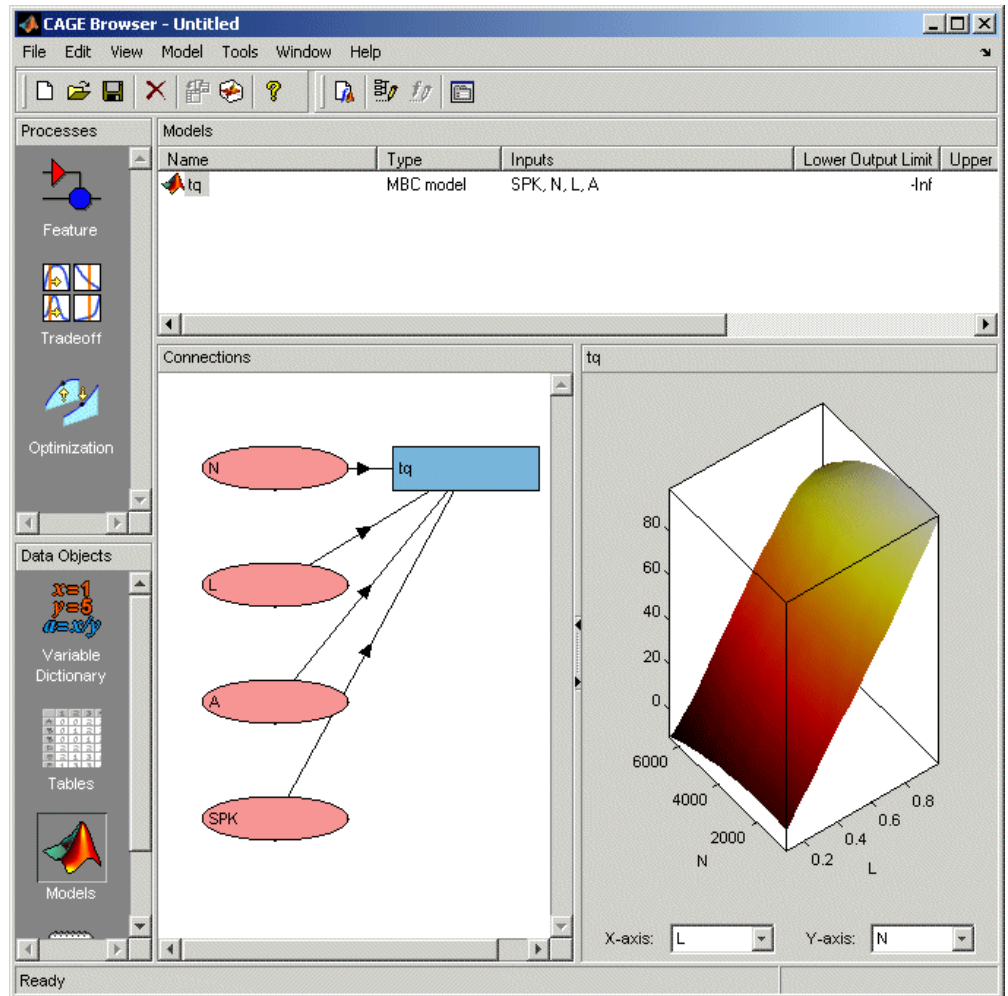 CAGE Browser - Untitled
File Edit View Model Tools Window Help
Processes
Feature
Tradeoff
Optimization
Data Objects
x=1
y=5
a=x/y
Variable
Dictionary
Tables
Models
Models
Name Type Inputs Lower Output Limit Upper
tq MBC model SPK, N, L, A -Inf
Connections
N
tq
L
A
SPK
tq
80
60
40
20
0
6000
4000
2000
N
0.2
0.4
0.6
0.8
L
X-axis: L Y-axis: N
Ready